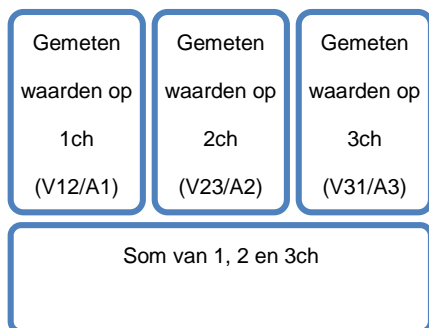 Gemeten
waarden op
1ch
(V12/A1)
Gemeten
waarden op
2ch
(V23/A2)
Gemeten
waarden op
3ch
(V31/A3)
Som van 1, 2 en 3ch